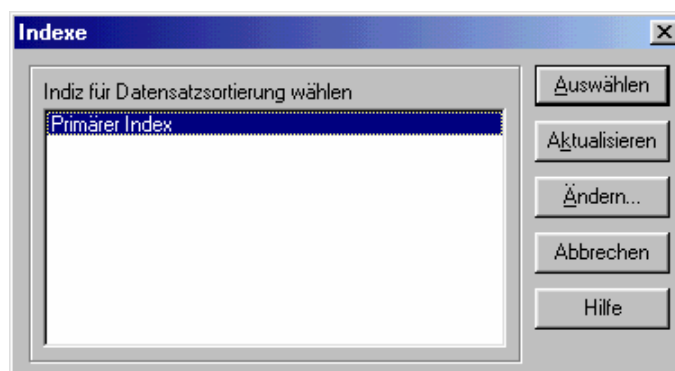 Indexe
Indiz für Datensatzsortierung wählen
Primärer Index
Auswählen
Aktualisieren
Ändern...
Abbrechen
Hilfe